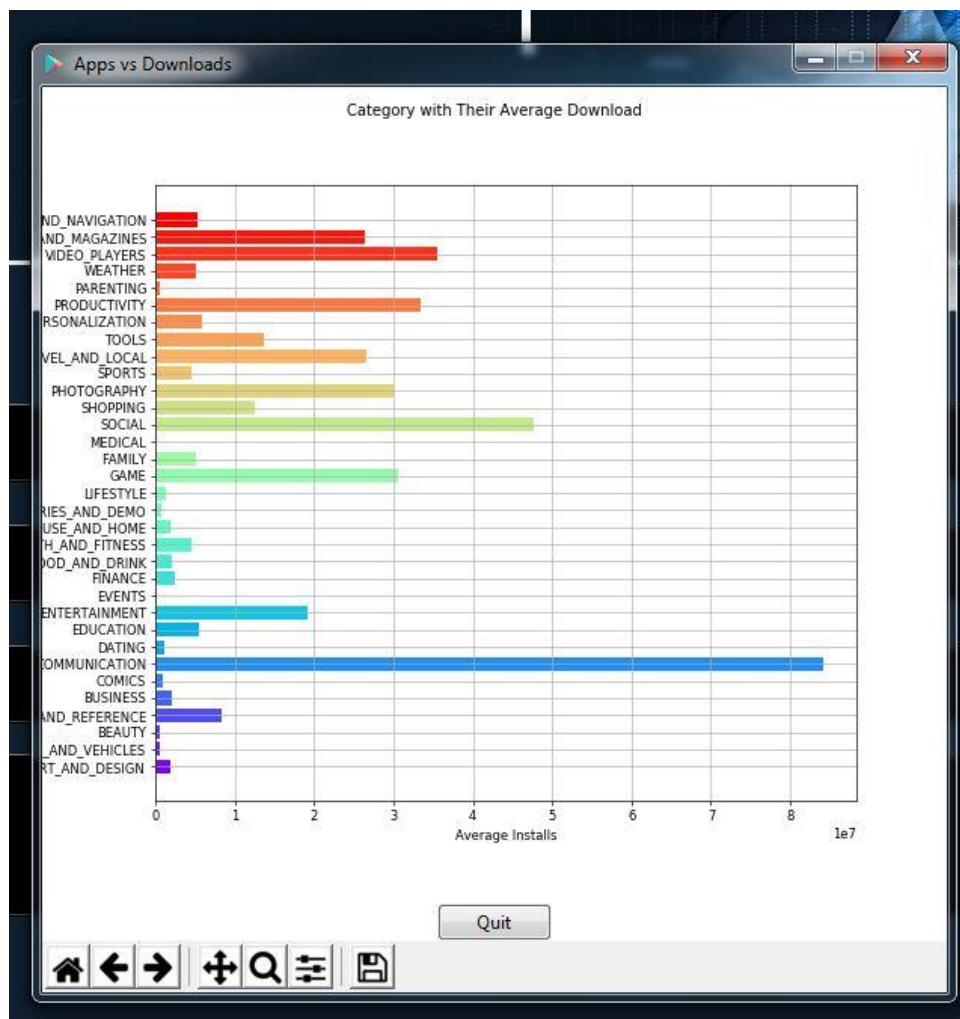 Apps vs Downloads
Category with Their Average Download
ND_NAVIGATION
AND_MAGAZINES
VIDEO_PLAYERS
WEATHER
PARENTING
PRODUCTIVITY
RSONALIZATION
TOOLS
VEL_AND_LOCAL
SPORTS
PHOTOGRAPHY
SHOPPING
SOCIAL
MEDICAL
FAMILY
GAME
LIFESTYLE
RIES_AND_DEMO
USE_AND_HOME
TH_AND_FITNESS
OOD_AND_DRINK
FINANCE
EVENTS
ENTERTAINMENT
EDUCATION
DATING
COMMUNICATION
COMICS
BUSINESS
AND_REFERENCE
BEAUTY
_AND_VEHICLES
RT_AND_DESIGN
0 1 2 3 4 5 6 7 8
Average Installs 1e7
Quit